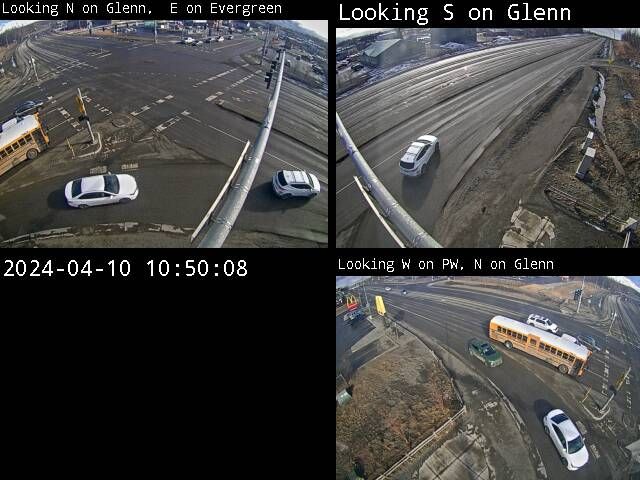 Looking N on Glenn,  E on Evergreen
Looking S on Glenn
2024-04-10 10:50:08
Looking W on PW, N on Glenn